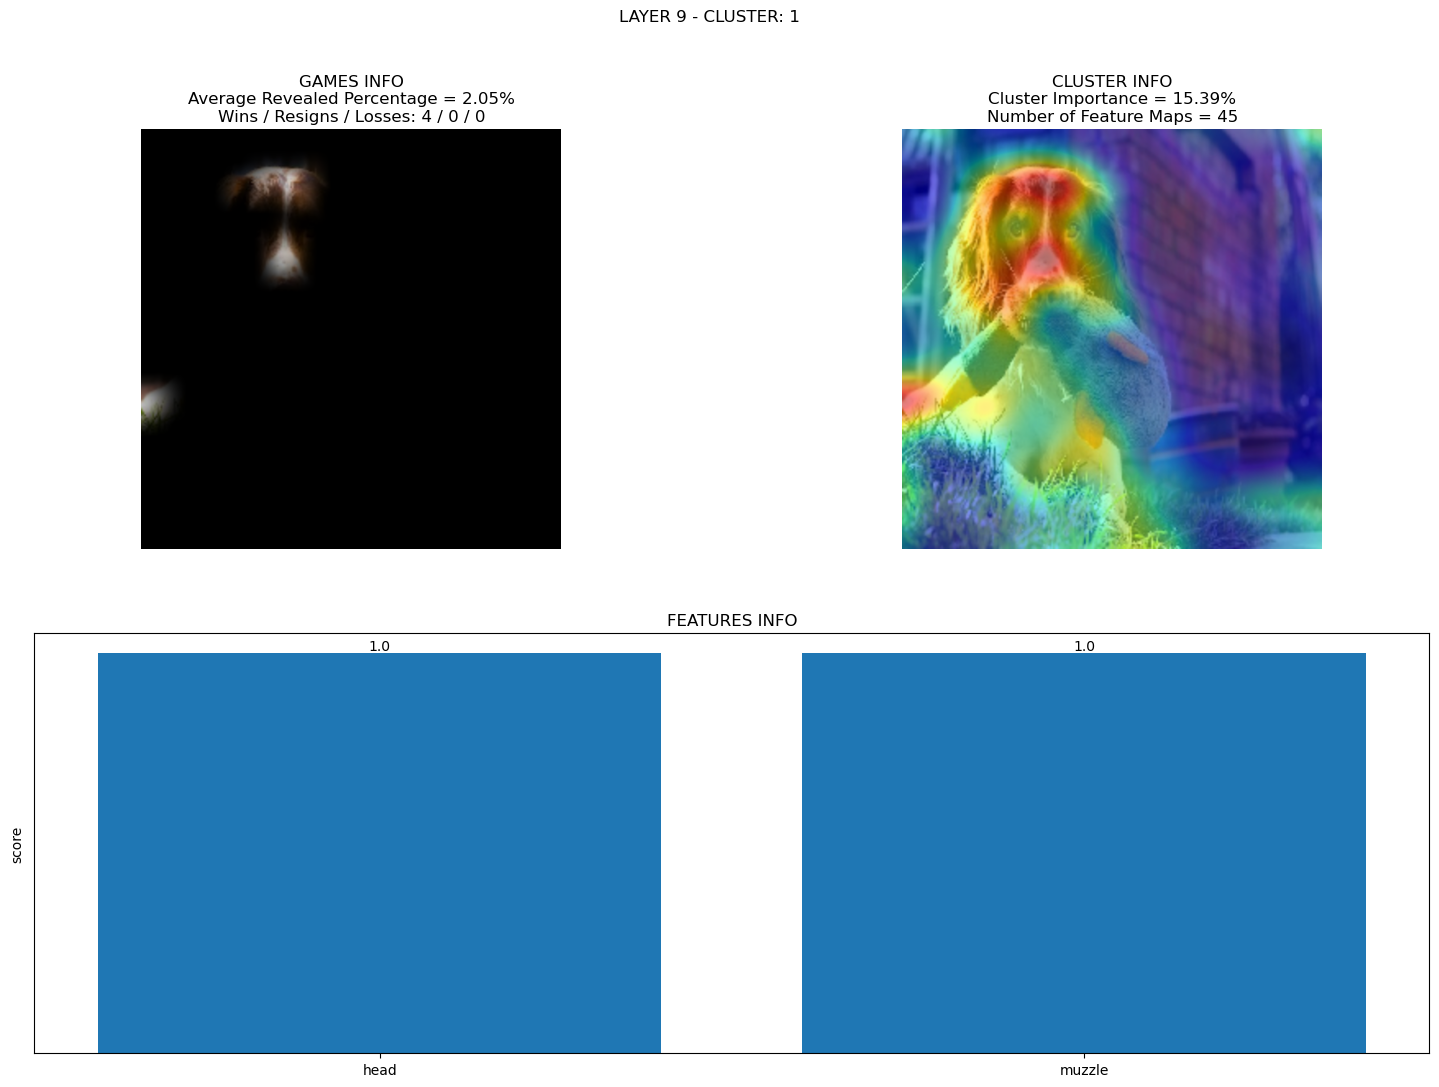 LAYER 9 - CLUSTER: 1
GAMES INFO
Average Revealed Percentage = 2.05%
Wins / Resigns / Losses: 4 / 0 / 0
CLUSTER INFO
Cluster Importance = 15.39%
Number of Feature Maps = 45
FEATURES INFO
1.0
1.0
score
head
muzzle